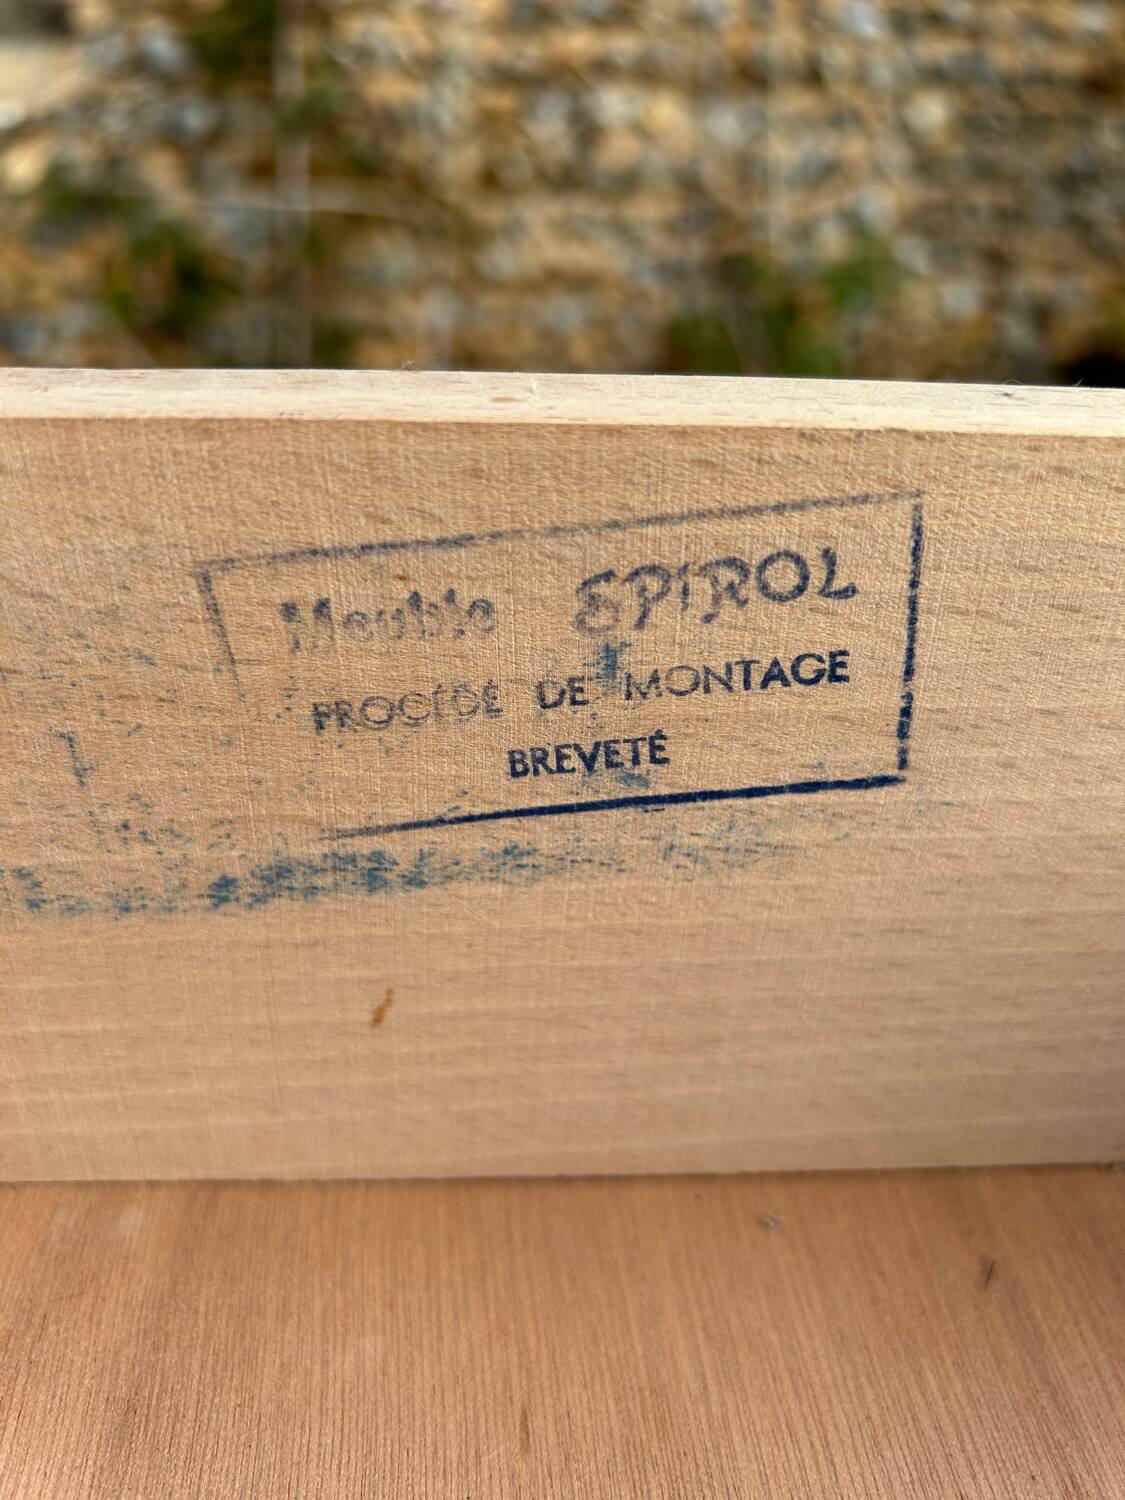 Meuble SPIROL
PROCÉDÉ DE MONTAGE
BREVETÉ